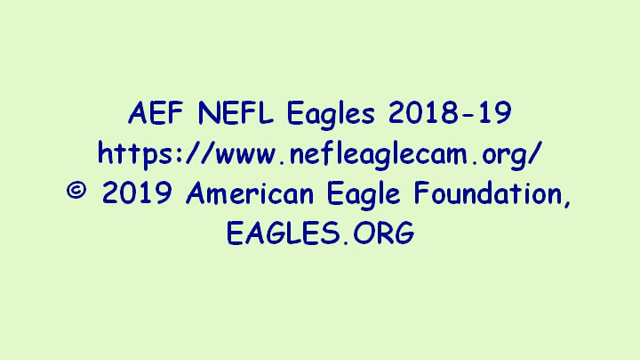 AEF NEFL Eagles 2018-19
https://www.nefleaglecam.org/
© 2019 American Eagle Foundation,
EAGLES.ORG